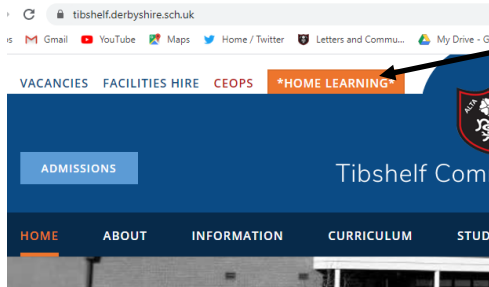 tibshelf.derbyshire.sch.uk
Gmail YouTube Maps Home / Twitter Letters and Commu... My Drive - G
VACANCIES FACILITIES HIRE CEOPS *HOME LEARNING*
ALTA
ADMISSIONS
Tibshelf Com
HOME ABOUT INFORMATION CURRICULUM STUD